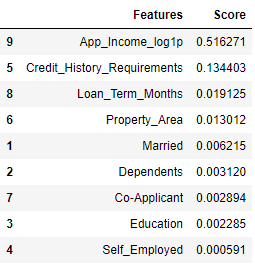 Features Score
9 App_Income_log1p 0.516271
5 Credit_History_Requirements 0.134403
8 Loan_Term_Months 0.019125
6 Property_Area 0.013012
1 Married 0.006215
2 Dependents 0.003120
7 Co-Applicant 0.002894
3 Education 0.002285
4 Self_Employed 0.000591